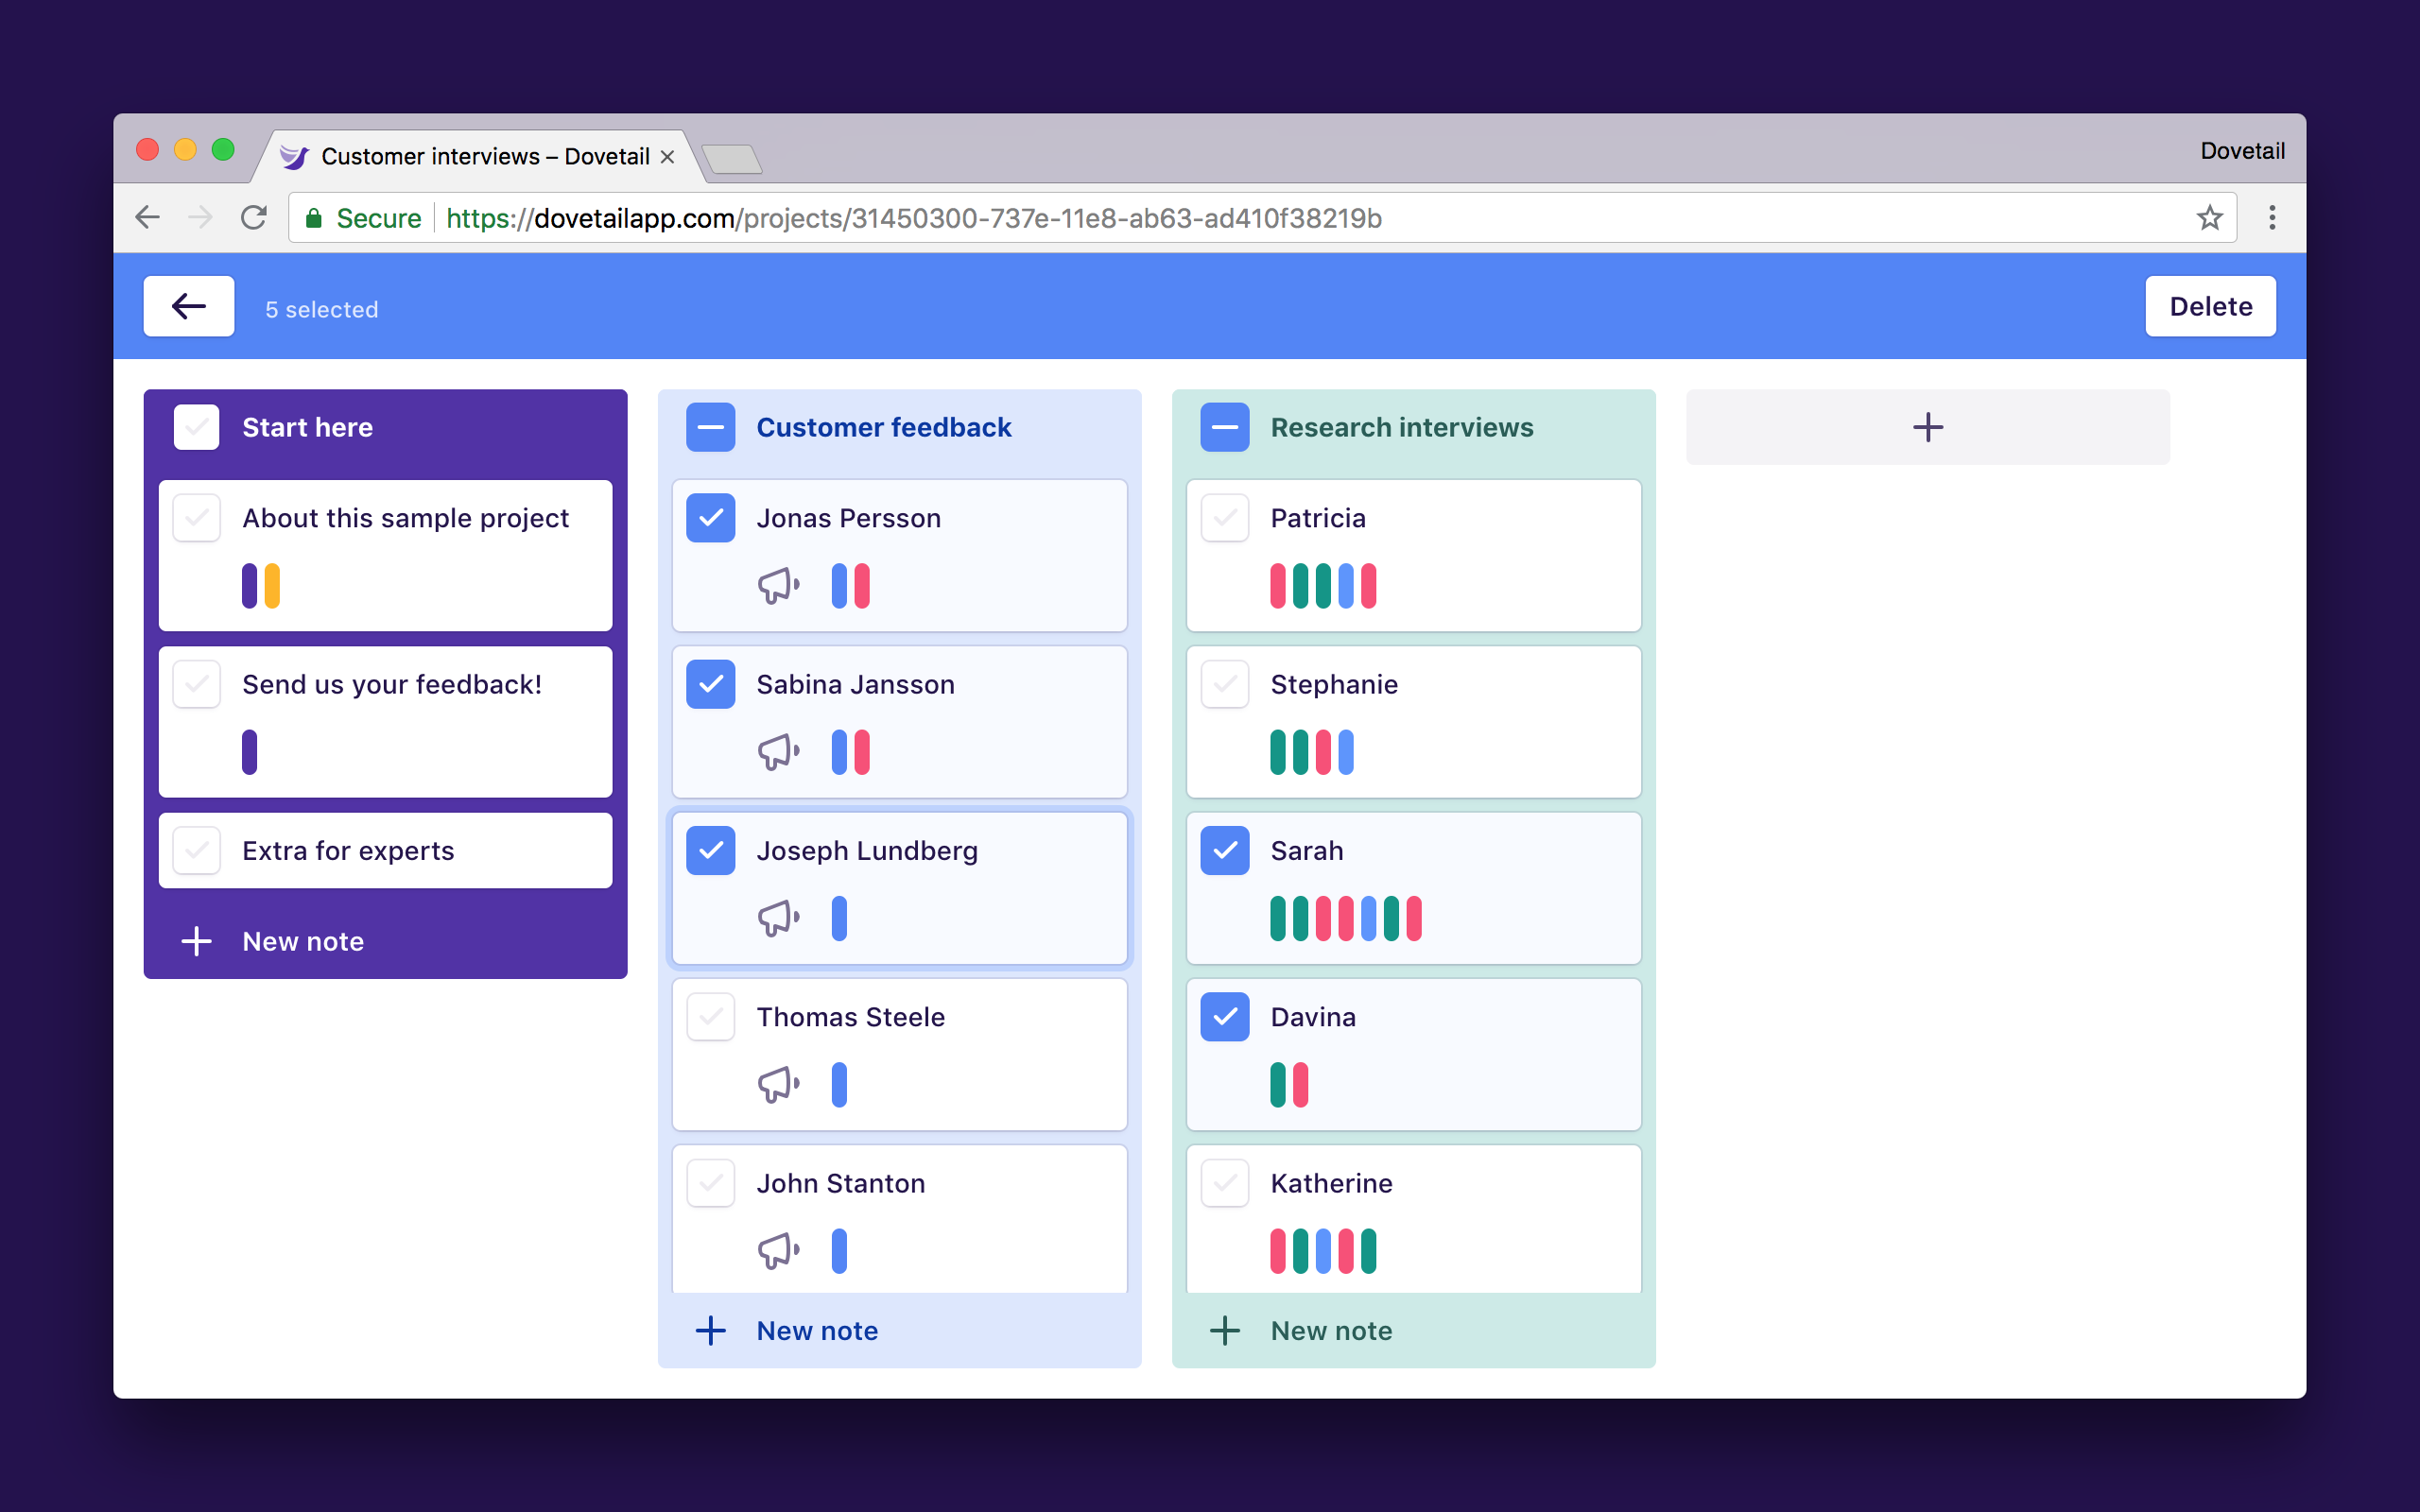 Customer interviews – Dovetail
Dovetail
Secure
https://dovetailapp.com/projects/31450300-737e-11e8-ab63-ad410f38219b
5 selected
Delete
Start here
About this sample project
Send us your feedback!
Extra for experts
New note
Customer feedback
Jonas Persson
Sabina Jansson
Joseph Lundberg
Thomas Steele
John Stanton
New note
Research interviews
Patricia
Stephanie
Sarah
Davina
Katherine
New note